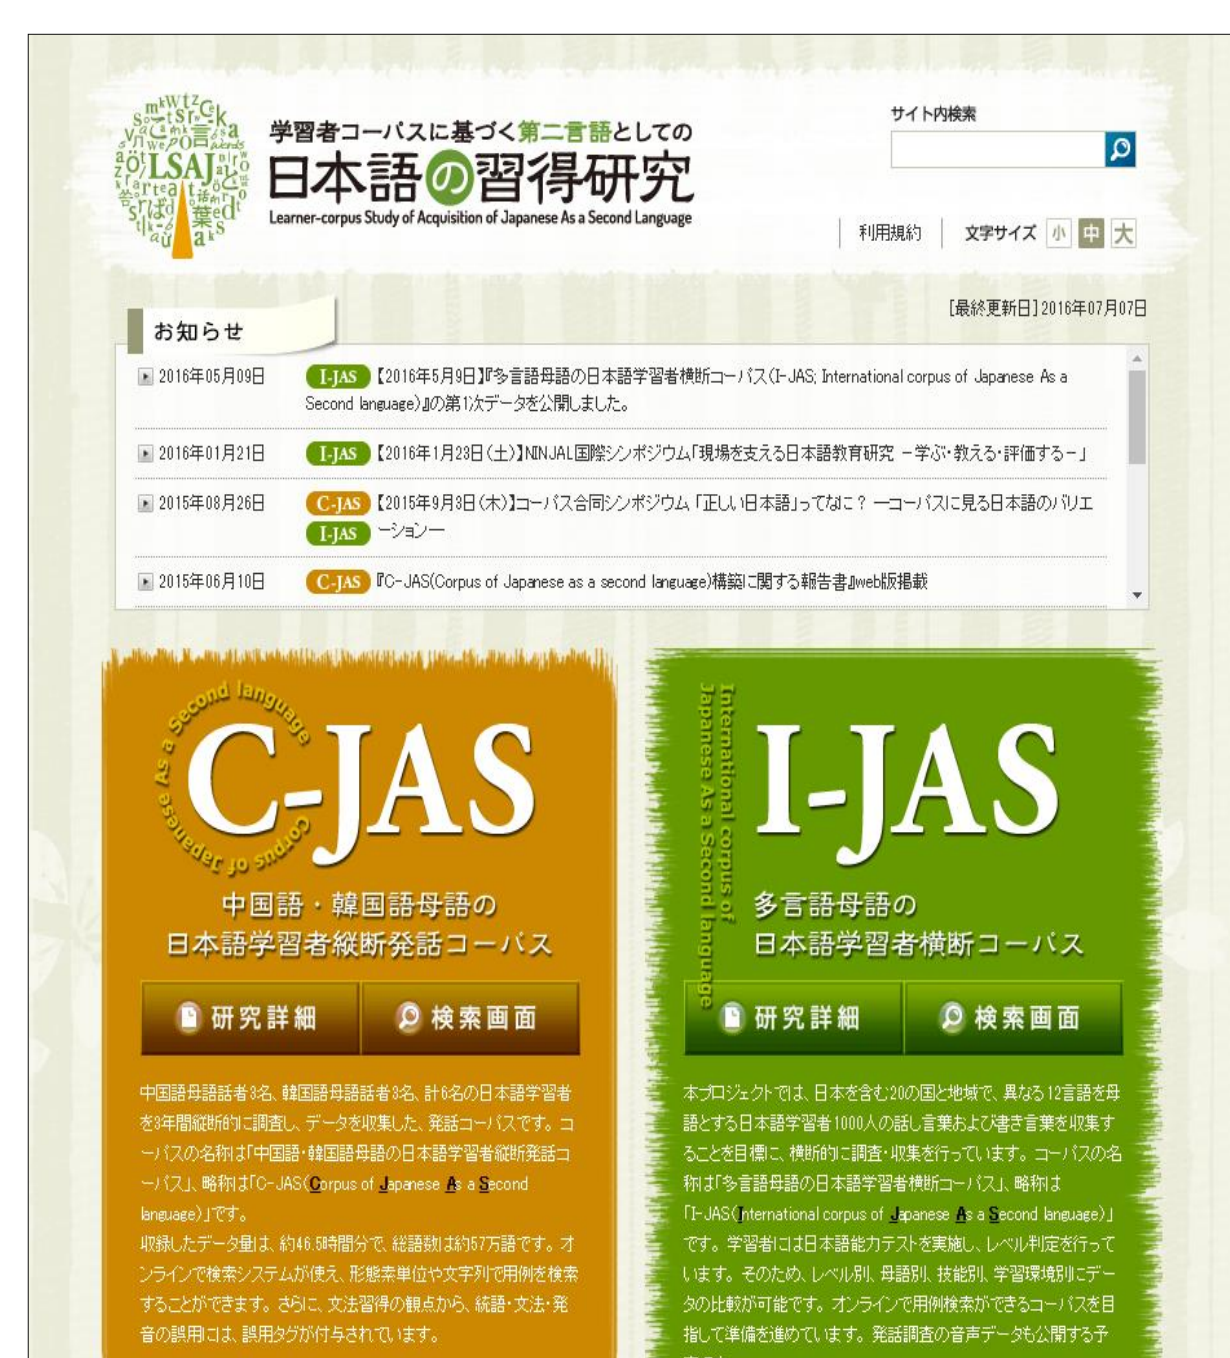 LSAJ
学習者コーパスに基づく第二言語としての
日本語の習得研究
Learner-corpus Study of Acquisition of Japanese As a Second Language
サイト内検索
利用規約 文字サイズ 小 中 大
[最終更新日]2016年07月07日
お知らせ
2016年05月09日 I-JAS 【2016年5月9日】『多言語母語の日本語学習者横断コーパス(I-JAS; International corpus of Japanese As a
Second language)』の第1次データを公開しました。
2016年01月21日 I-JAS 【2016年1月23日(土)】NINJAL国際シンポジウム「現場を支える日本語教育研究 －学ぶ・教える・評価する－」
2015年08月26日 C-JAS 【2015年9月3日(木)】コーパス合同シンポジウム 「正しい日本語」ってなに？ ―コーパスに見る日本語のバリエ
I-JAS ーション―
2015年06月10日 C-JAS 『C-JAS(Corpus of Japanese as a second language)構築に関する報告書』web版掲載
Corpus of Japanese As a Second language
C-JAS
中国語・韓国語母語の
日本語学習者縦断発話コーパス
研究詳細 検索画面
中国語母語話者3名、韓国語母語話者3名、計6名の日本語学習者
を3年間縦断的に調査し、データを収集した、発話コーパスです。コ
ーパスの名称は「中国語・韓国語母語の日本語学習者縦断発話コ
ーパス」、略称は「C-JAS(Corpus of Japanese As a Second
language)」です。
収録したデータ量は、約46.5時間分で、総語数は約57万語です。オ
ンラインで検索システムが使え、形態素単位や文字列で用例を検索
することができます。さらに、文法習得の観点から、統語・文法・発
音の誤用には、誤用タグが付与されています。
International corpus of
Japanese As a Second language
I-JAS
多言語母語の
日本語学習者横断コーパス
研究詳細 検索画面
本プロジェクトでは、日本を含む20の国と地域で、異なる12言語を母
語とする日本語学習者1000人の話し言葉および書き言葉を収集す
ることを目標に、横断的に調査・収集を行っています。コーパスの名
称は「多言語母語の日本語学習者横断コーパス」、略称は
「I-JAS(International corpus of Japanese As a Second language)」
です。学習者には日本語能力テストを実施し、レベル判定を行って
います。そのため、レベル別、母語別、技能別、学習環境別にデー
タの比較が可能です。オンラインで用例検索ができるコーパスを目
指して準備を進めています。発話調査の音声データも公開する予